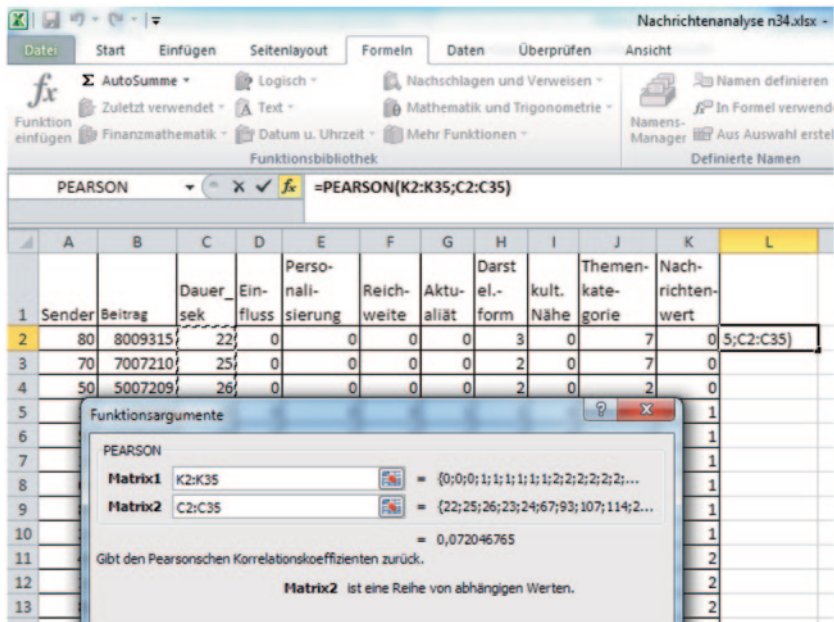 Nachrichtenanalyse n34.xlsx -
Datei Start Einfügen Seitenlayout Formeln Daten Überprüfen Ansicht
fx Σ AutoSumme Logisch Nachschlagen und Verweisen Namen definieren
Zuletzt verwendet Text Mathematik und Trigonometrie In Formel verwend
Funktion einfügen Finanzmathematik Datum u. Uhrzeit Mehr Funktionen Namens-Manager Aus Auswahl erstel
Funktionsbibliothek Definierte Namen
PEARSON fx =PEARSON(K2:K35;C2:C35)
A B C D E F G H I J K L
1 Sender Beitrag Dauer_sek Ein-fluss Perso-nali-sierung Reich-weite Aktu-aliät Darst el.-form kult. Nähe Themen-kate-gorie Nach-richten-wert
2 80 8009315 22 0 0 0 0 3 0 7 0 5;C2:C35)
3 70 7007210 25 0 0 0 0 2 0 7 0
4 50 5007209 26 0 0 0 0 2 0 2 0
5 Funktionsargumente 1
6 PEARSON 1
7 Matrix1 K2:K35 = {0;0;0;1;1;1;1;1;1;2;2;2;2;2;2;... 1
8 1
9 Matrix2 C2:C35 = {22;25;26;23;24;67;93;107;114;2... 1
10 = 0,072046765 1
11 Gibt den Pearsonschen Korrelationskoeffizienten zurück. 2
12 Matrix2 ist eine Reihe von abhängigen Werten. 2
13 2